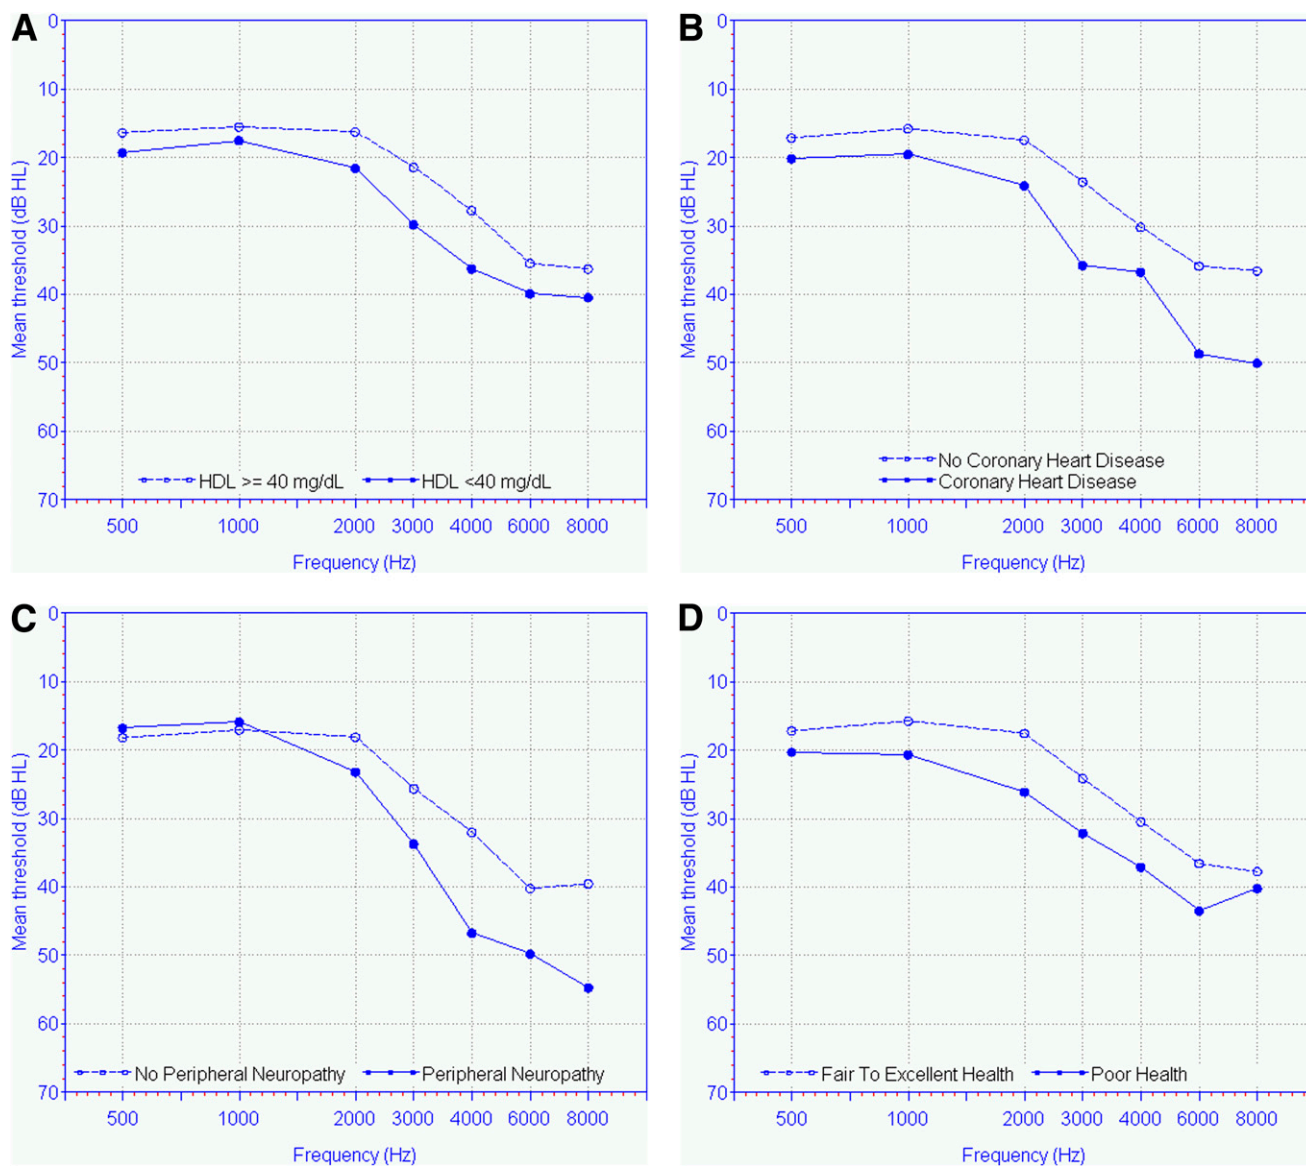 A
0
10
20
30
40
50
60
70
Mean threshold (dB HL)
HDL >= 40 mg/dL HDL <40 mg/dL
500 1000 2000 3000 4000 6000 8000
Frequency (Hz)
B
0
10
20
30
40
50
60
70
Mean threshold (dB HL)
No Coronary Heart Disease
Coronary Heart Disease
500 1000 2000 3000 4000 6000 8000
Frequency (Hz)
C
0
10
20
30
40
50
60
70
Mean threshold (dB HL)
No Peripheral Neuropathy Peripheral Neuropathy
500 1000 2000 3000 4000 6000 8000
Frequency (Hz)
D
0
10
20
30
40
50
60
70
Mean threshold (dB HL)
Fair To Excellent Health Poor Health
500 1000 2000 3000 4000 6000 8000
Frequency (Hz)